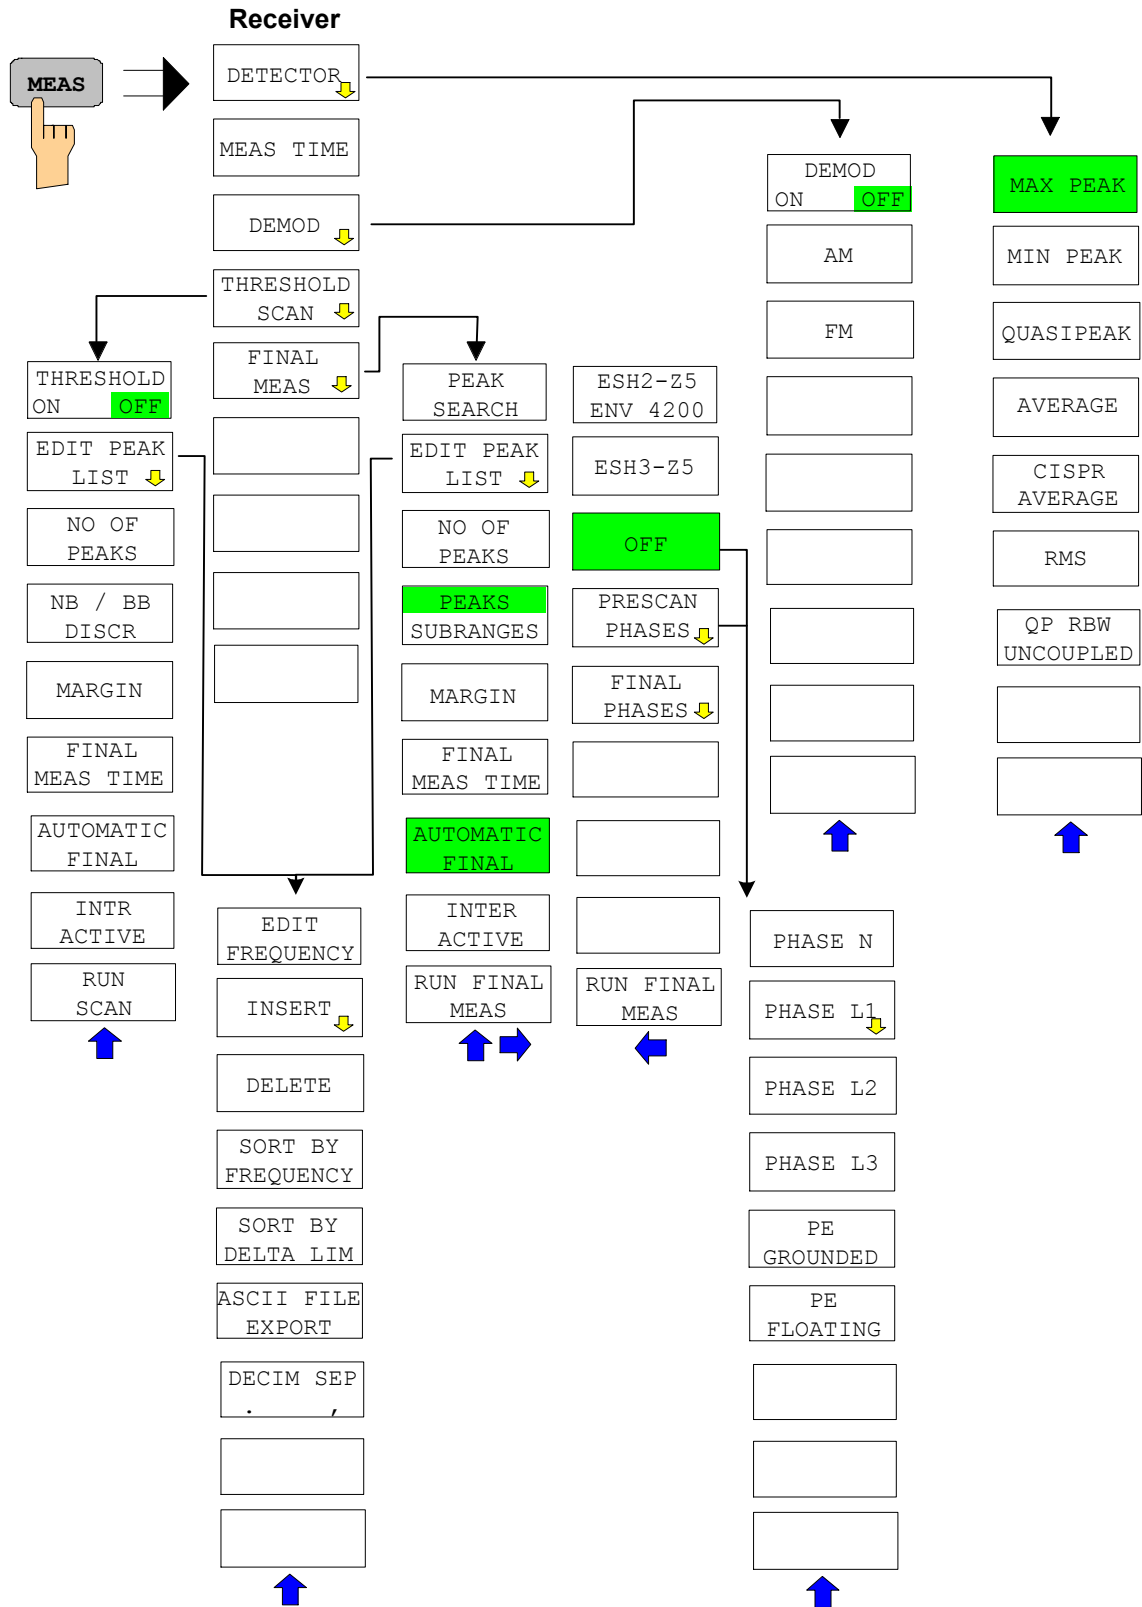 Receiver
MEAS
DETECTOR
MEAS TIME
DEMOD
THRESHOLD
SCAN
FINAL
MEAS
THRESHOLD
ON OFF
EDIT PEAK
LIST
NO OF
PEAKS
NB / BB
DISCR
MARGIN
FINAL
MEAS TIME
AUTOMATIC
FINAL
INTR
ACTIVE
RUN
SCAN
EDIT
FREQUENCY
INSERT
DELETE
SORT BY
FREQUENCY
SORT BY
DELTA LIM
ASCII FILE
EXPORT
DECIM SEP
. ,
PEAK
SEARCH
EDIT PEAK
LIST
NO OF
PEAKS
PEAKS
SUBRANGES
MARGIN
FINAL
MEAS TIME
AUTOMATIC
FINAL
INTER
ACTIVE
RUN FINAL
MEAS
ESH2-Z5
ENV 4200
ESH3-Z5
OFF
PRESCAN
PHASES
FINAL
PHASES
RUN FINAL
MEAS
PHASE N
PHASE L1
PHASE L2
PHASE L3
PE
GROUNDED
PE
FLOATING
DEMOD
ON OFF
AM
FM
MAX PEAK
MIN PEAK
QUASIPEAK
AVERAGE
CISPR
AVERAGE
RMS
QP RBW
UNCOUPLED